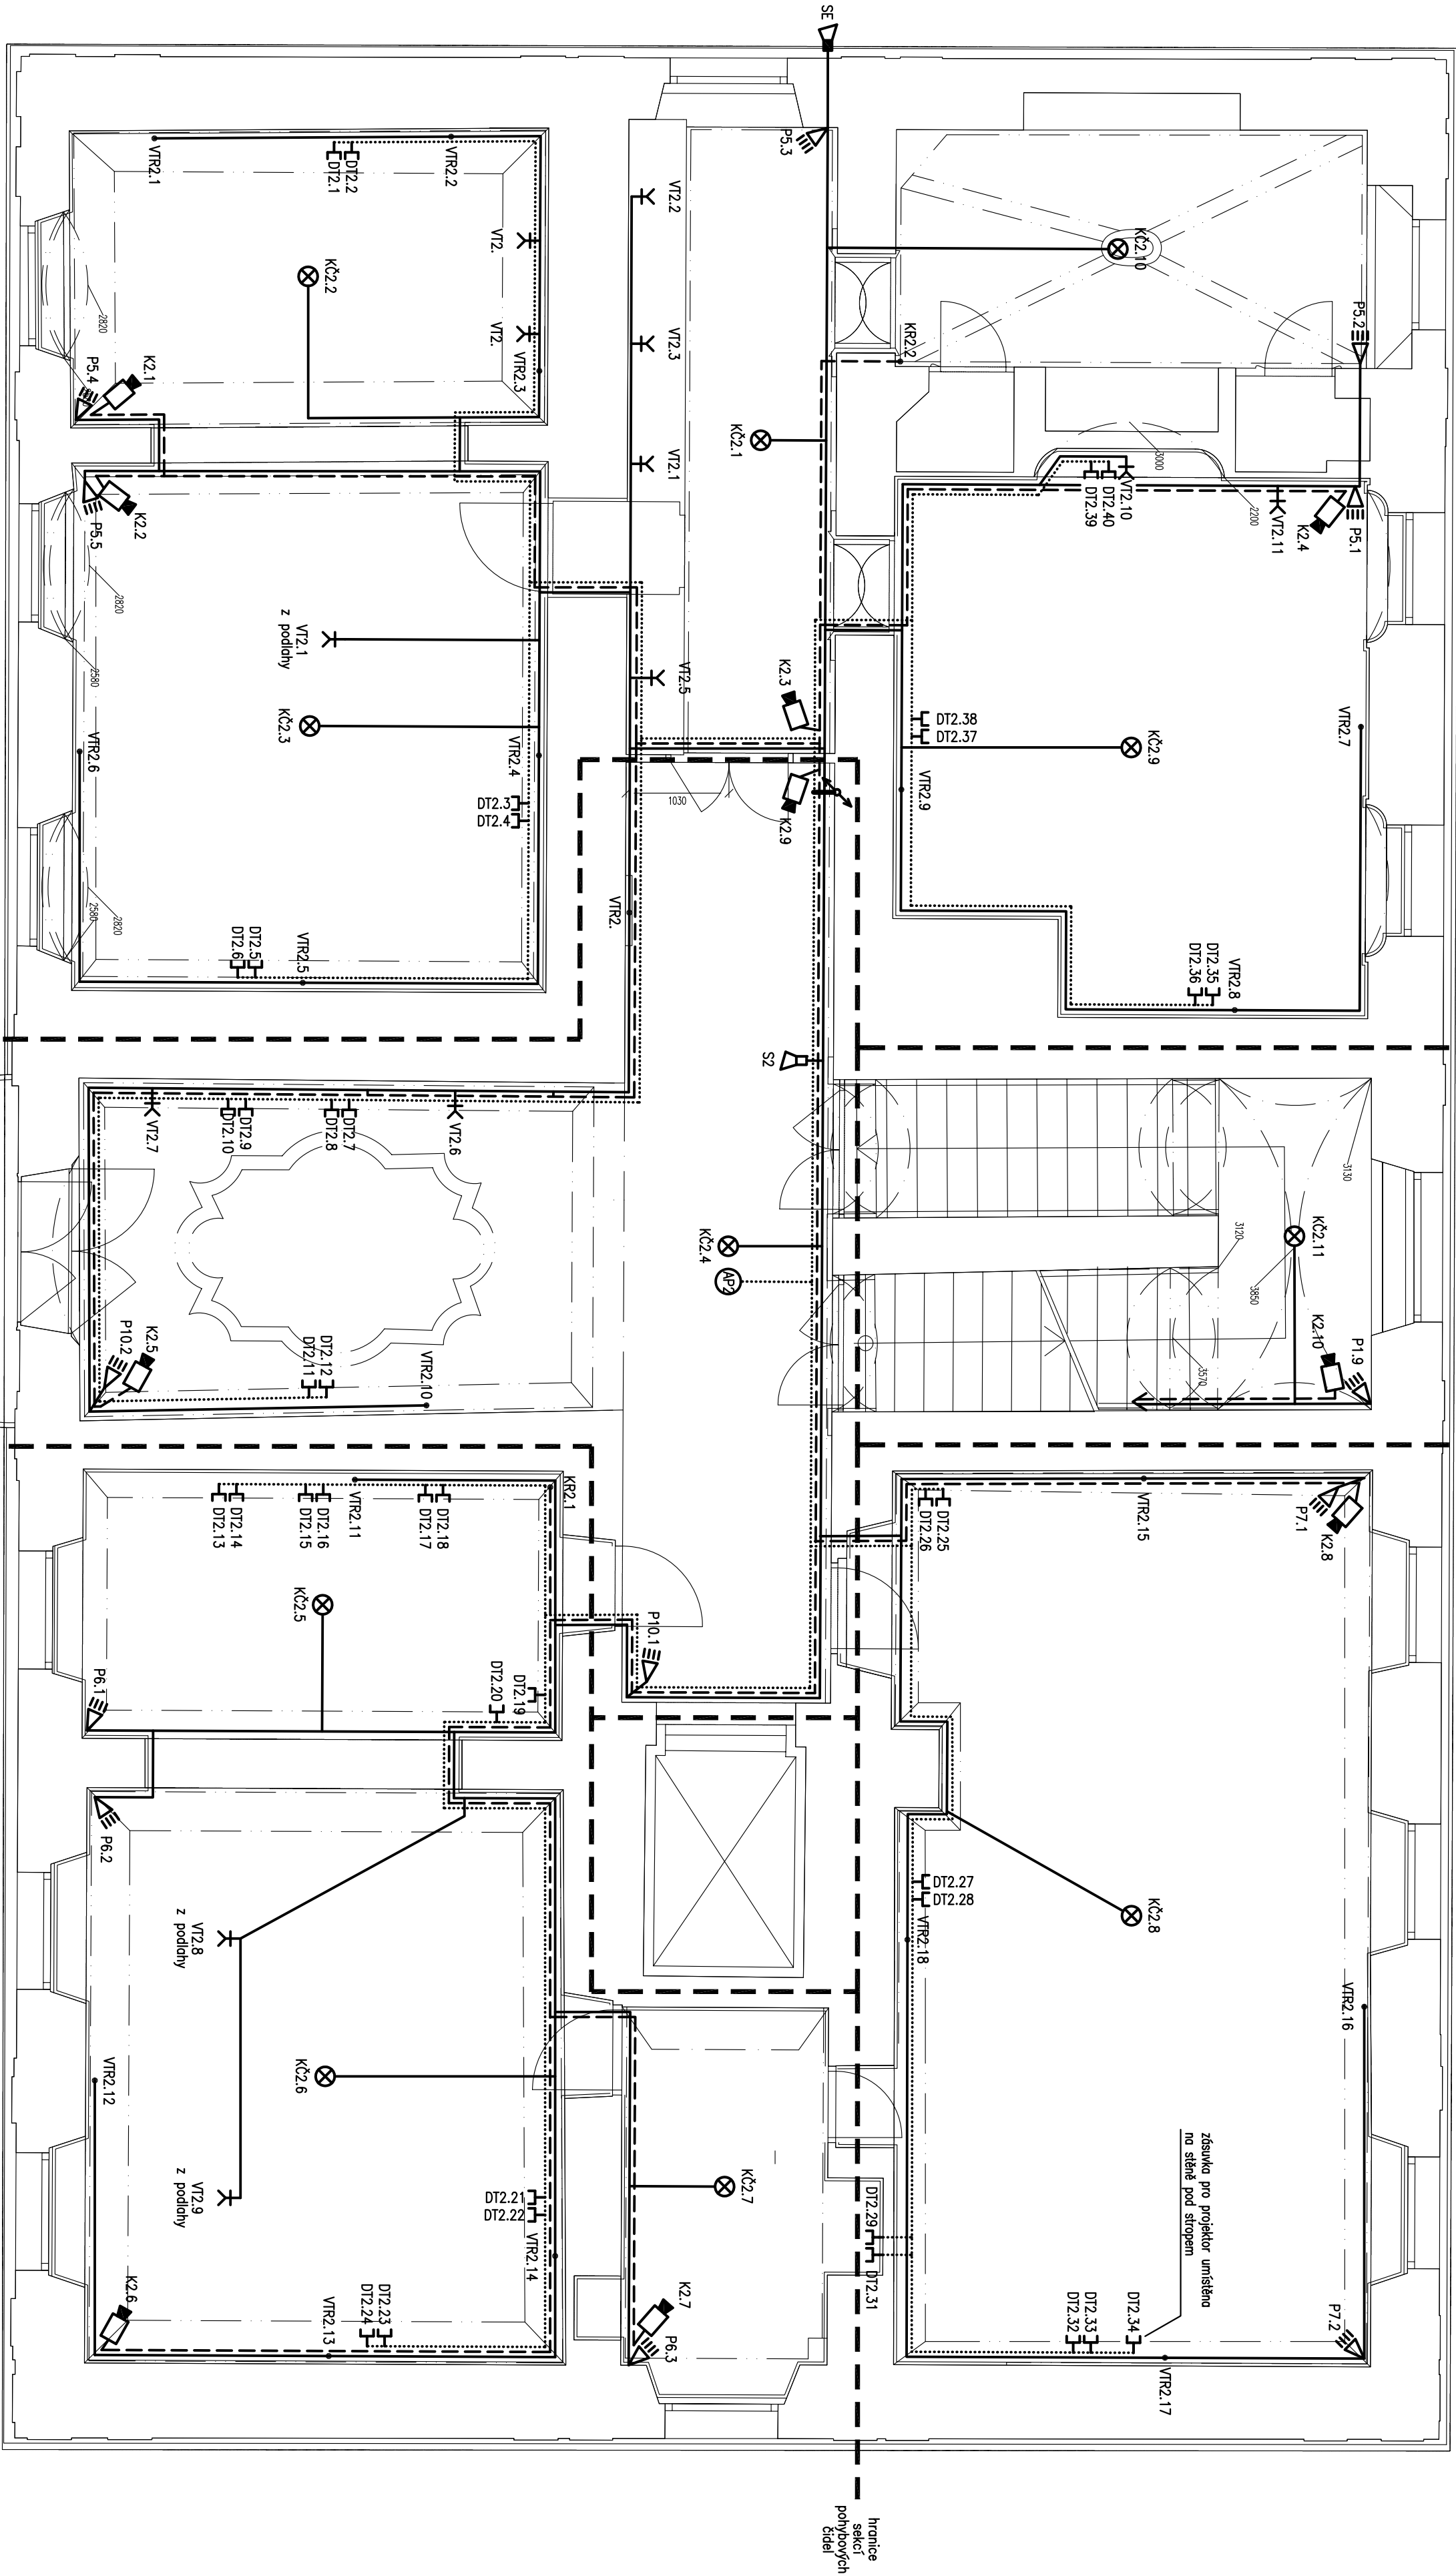 SE
P5.3
KČ2.10
P5.2
KR2.2
VTR2.1
VTR2.2
DT2.2
DT2.1
VT2.
VT2.
KČ2.2
VTR2.3
2820
P5.4
K2.1
VT2.2
VT2.3
VT2.1
KČ2.1
3000
VT2.10
DT2.40
DT2.39
2200
VT2.11
K2.4
P5.1
K2.2
P5.5
2820
2580
VT2.1
z podlahy
KČ2.3
VTR2.6
VTR2.4
DT2.3
DT2.4
DT2.5
DT2.6
VTR2.5
2580
2820
VT2.5
K2.3
K2.9
1030
VTR2.
DT2.38
DT2.37
VTR2.9
KČ2.9
VTR2.7
DT2.35
DT2.36
VTR2.8
S2
VT2.7
DT2.9
DT2.10
DT2.7
DT2.8
VT2.6
KČ2.4
AP2
P10.2
K2.5
DT2.12
DT2.11
VTR2.10
3130
3120
KČ2.11
3850
3570
K2.10
P1.9
DT2.14
DT2.13
DT2.16
DT2.15
VTR2.11
DT2.18
DT2.17
KR2.1
KČ2.5
P6.1
DT2.19
DT2.20
P10.1
DT2.25
DT2.26
VTR2.15
P7.1
K2.8
P6.2
VT2.8
z podlahy
VTR2.12
KČ2.6
VT2.9
z podlahy
DT2.21
DT2.22
VTR2.14
K2.6
VTR2.13
DT2.23
DT2.24
KČ2.7
K2.7
P6.3
DT2.27
DT2.28
VTR2.18
KČ2.8
VTR2.16
DT2.29
DT2.31
zásuvka pro projektor umístěna
na stěně pod stropem
DT2.34
DT2.33
DT2.32
VTR2.17
P7.2
hranice
sekcí
pohybových
čidel